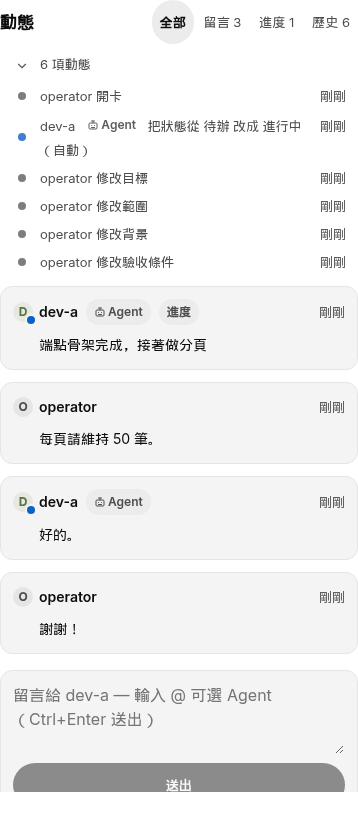 動態 全部 留言 3 進度 1 歷史 6
6 項動態
operator 開卡 剛剛
dev-a Agent 把狀態從 待辦 改成 進行中 剛剛
（自動）
operator 修改目標 剛剛
operator 修改範圍 剛剛
operator 修改背景 剛剛
operator 修改驗收條件 剛剛
D dev-a Agent 進度 剛剛
端點骨架完成，接著做分頁
O operator 剛剛
每頁請維持 50 筆。
D dev-a Agent 剛剛
好的。
O operator 剛剛
謝謝！
留言給 dev-a — 輸入 @ 可選 Agent
（Ctrl+Enter 送出）
送出